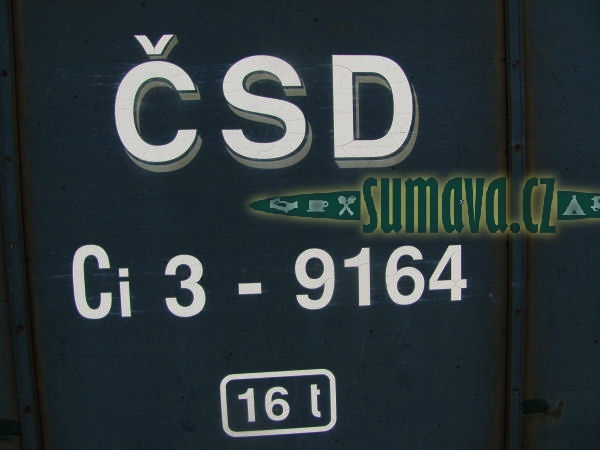 ČSD
sumava.cz
Ci 3 - 9164
16 t